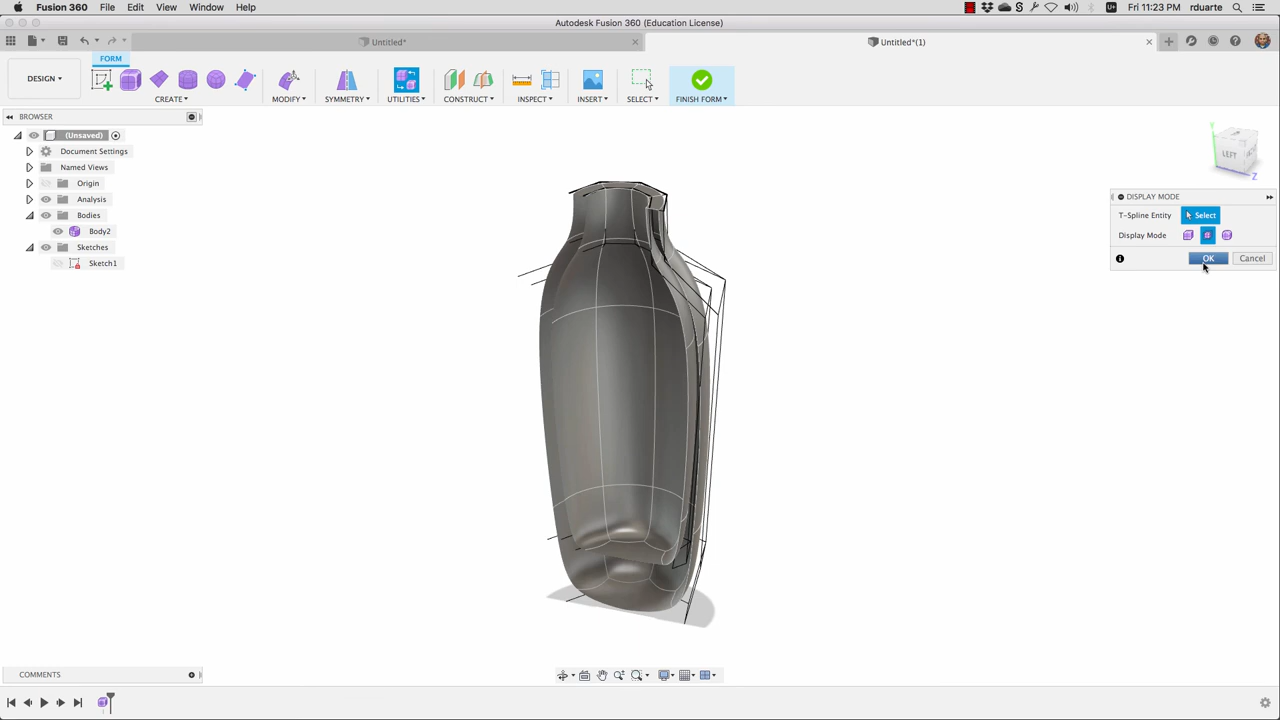 Fusion 360 File Edit View Window Help
Fri 11:23 PM rduarte
Autodesk Fusion 360 (Education License)
Untitled*
Untitled*(1)
FORM
DESIGN
CREATE
MODIFY
SYMMETRY
UTILITIES
CONSTRUCT
INSPECT
INSERT
SELECT
FINISH FORM
BROWSER
(Unsaved)
Document Settings
Named Views
Origin
Analysis
Bodies
Body2
Sketches
Sketch1
Y
LEFT
Z
DISPLAY MODE
T-Spline Entity Select
Display Mode
OK Cancel
COMMENTS